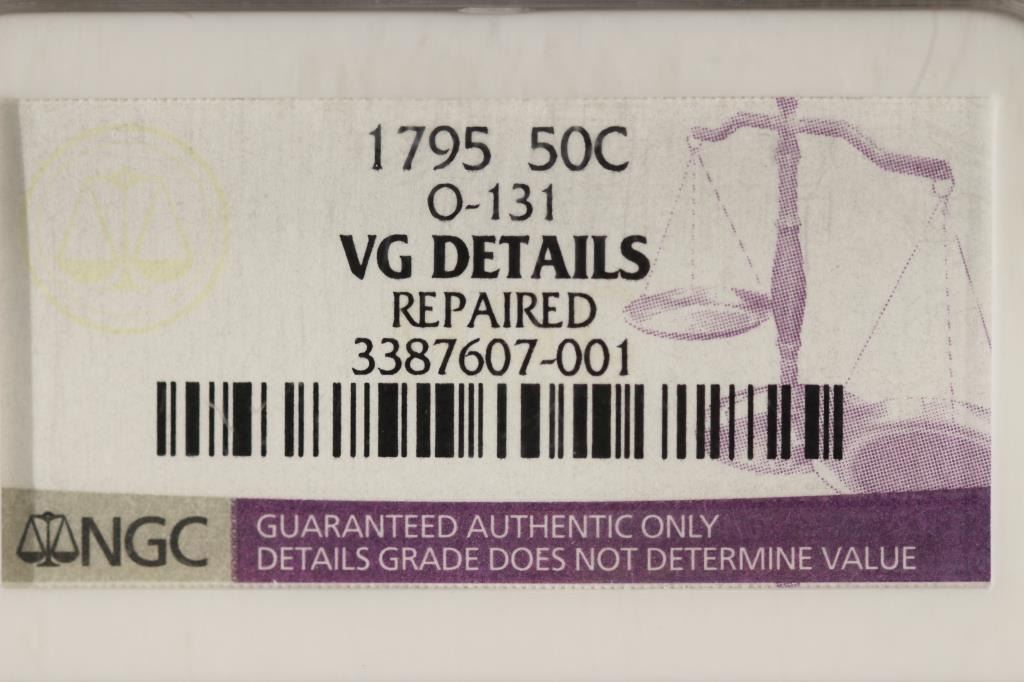 1795 50C
O-131
VG DETAILS
REPAIRED
3387607-001
NGC
GUARANTEED AUTHENTIC ONLY
DETAILS GRADE DOES NOT DETERMINE VALUE